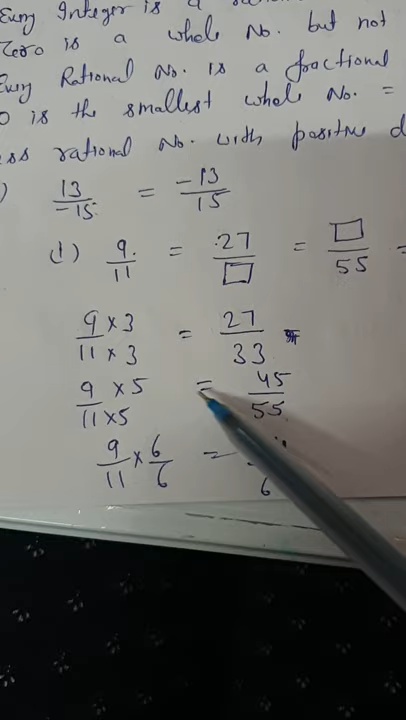 Every Integer is a
Zero is a whole No. but not
Every Rational No. is a fractional
0 is the smallest whole No. =
rational No. with positive
13/-15 = -13/15
(1) 9/11 = 27/□ = □/55 =
9 × 3/11 × 3 = 27/33
9 × 5/11 × 5 = 45/55
9/11 × 6/6 = /6